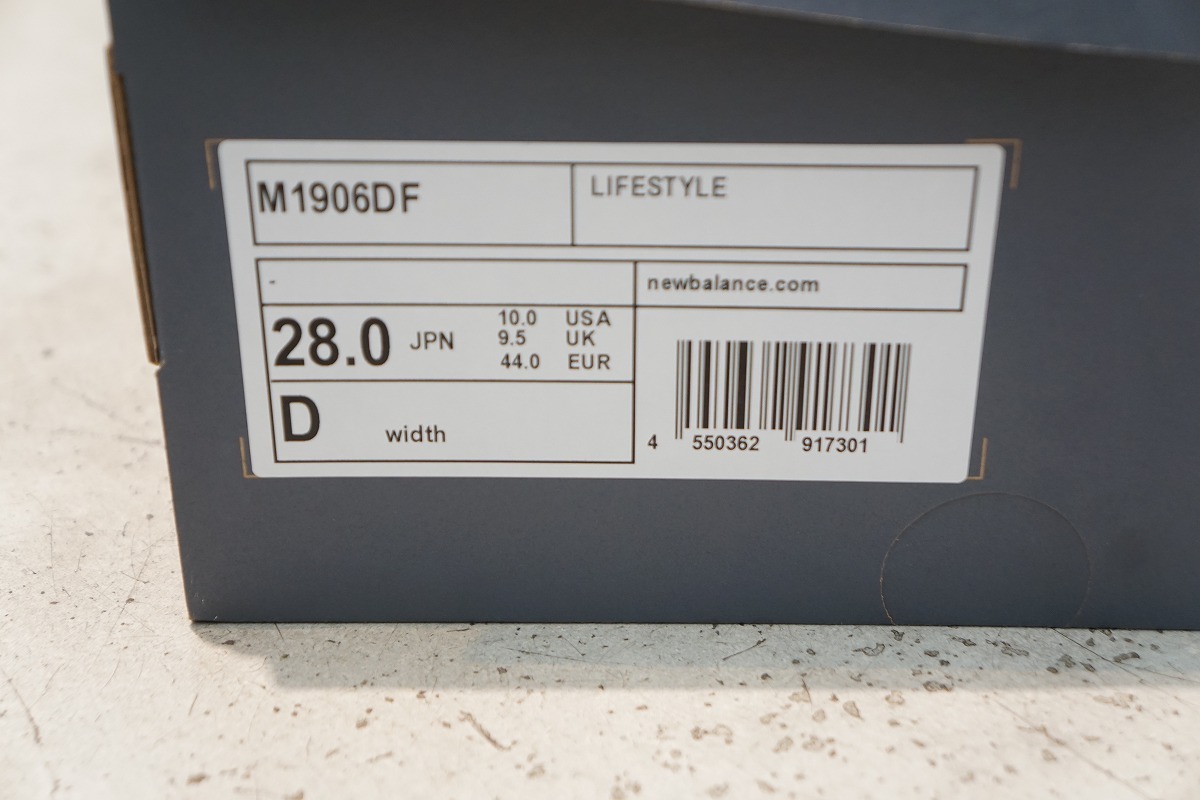 M1906DF
LIFESTYLE
-
newbalance.com
28.0 JPN
10.0 USA
9.5 UK
44.0 EUR
D width
4 550362 917301